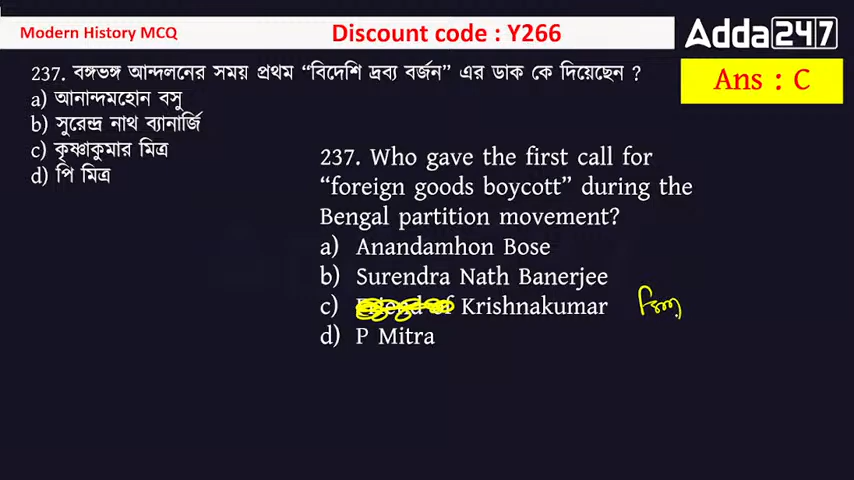 Modern History MCQ
Discount code : Y266
Adda247
237. বঙ্গভঙ্গ আন্দলনের সময় প্রথম “বিদেশি দ্রব্য বর্জন” এর ডাক কে দিয়েছেন ?
a) আনান্দমহোন বসু
b) সুরেন্দ্র নাথ ব্যানার্জি
c) কৃষ্ণাকুমার মিত্র
d) পি মিত্র
Ans : C
237. Who gave the first call for
“foreign goods boycott” during the
Bengal partition movement?
a) Anandamhon Bose
b) Surendra Nath Banerjee
c) Krishnakumar
d) P Mitra